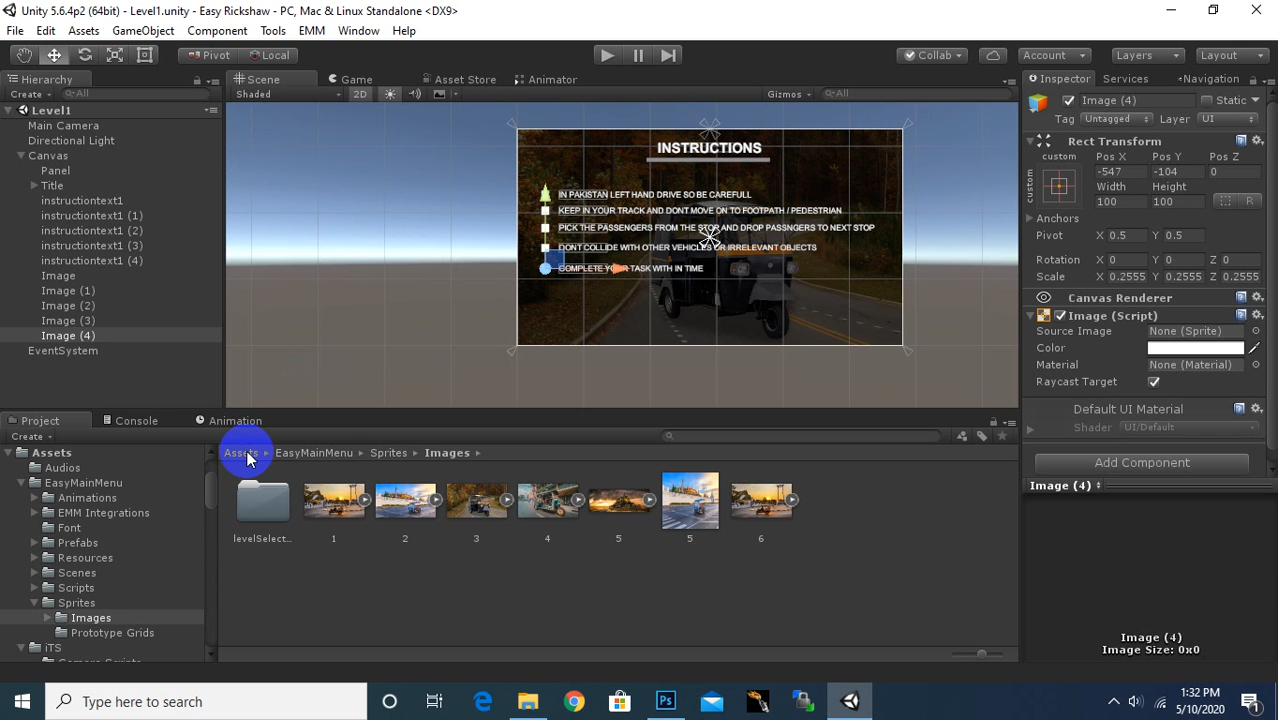 Unity 5.6.4p2 (64bit) - Level1.unity - Easy Rickshaw - PC, Mac & Linux Standalone <DX9>
File Edit Assets GameObject Component Tools EMM Window Help
Pivot Local Collab Account Layers Layout
Hierarchy Scene Game Asset Store Animator Inspector Services Navigation
Create All Shaded 2D Gizmos All Image (4) Static
Tag Untagged Layer UI
Level1
Main Camera
Directional Light
Canvas
Panel
Title
instructiontext1
instructiontext1 (1)
instructiontext1 (2)
instructiontext1 (3)
instructiontext1 (4)
Image
Image (1)
Image (2)
Image (3)
Image (4)
EventSystem
INSTRUCTIONS
IN PAKISTAN LEFT HAND DRIVE SO BE CAREFULL
KEEP IN YOUR TRACK AND DONT MOVE ON TO FOOTPATH / PEDESTRIAN
PICK THE PASSENGERS FROM THE STOP AND DROP PASSNGERS TO NEXT STOP
DONT COLLIDE WITH OTHER VEHICLES OR IRRELEVANT OBJECTS
COMPLETE YOUR TASK WITH IN TIME
Rect Transform
custom Pos X Pos Y Pos Z
custom -547 -104 0
Width Height
100 100 R
Anchors
Pivot X 0.5 Y 0.5
Rotation X 0 Y 0 Z 0
Scale X 0.2555 Y 0.2555 Z 0.2555
Canvas Renderer
Image (Script)
Source Image None (Sprite)
Color
Material None (Material)
Raycast Target
Default UI Material
Shader UI/Default
Add Component
Image (4)
Image (4)
Image Size: 0x0
Project Console Animation
Create
Assets
Audios
EasyMainMenu
Animations
EMM Integrations
Font
Prefabs
Resources
Scenes
Scripts
Sprites
Images
Prototype Grids
iTS
Camera Scripts
Assets EasyMainMenu Sprites Images
levelSelect... 1 2 3 4 5 5 6
Type here to search
Ps
1:32 PM
5/10/2020
1